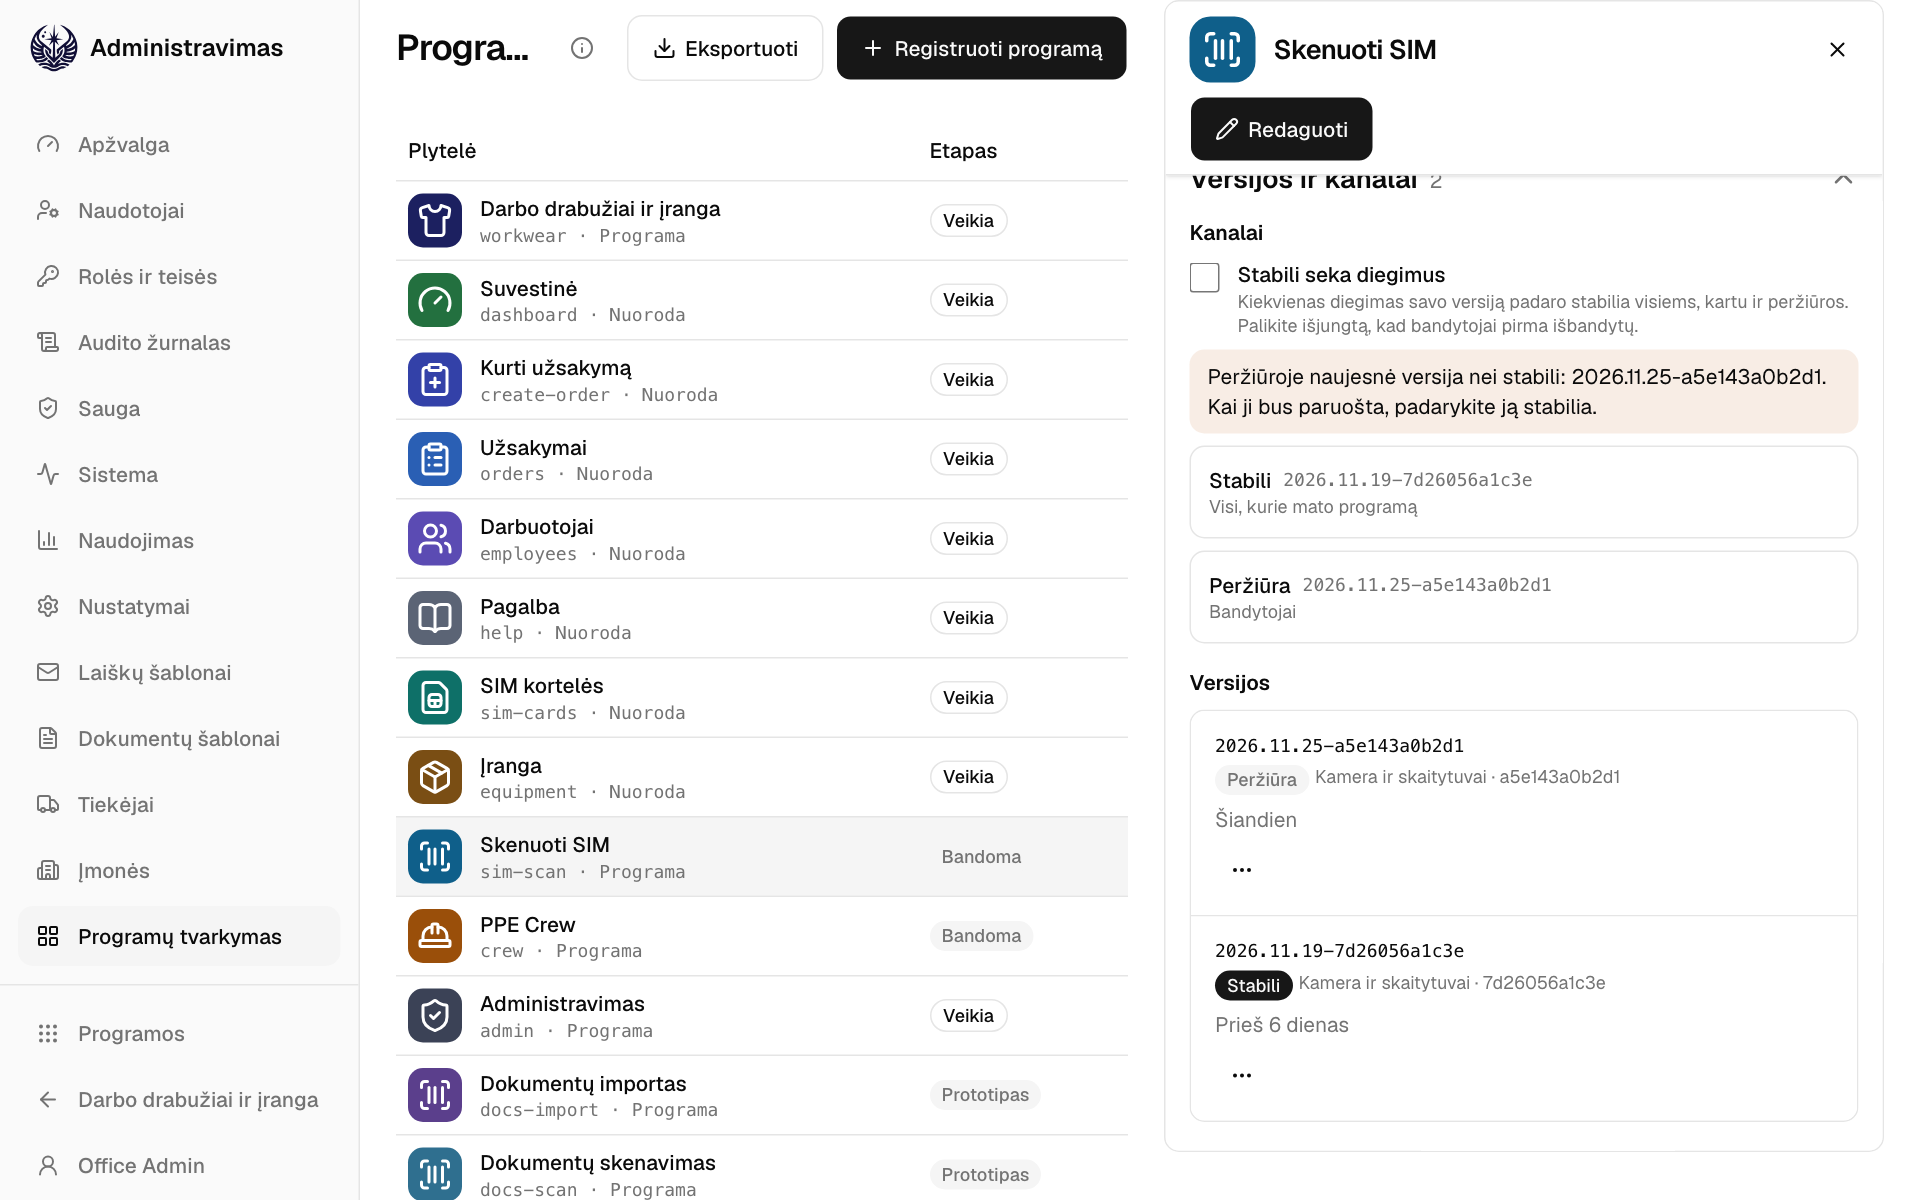 Administravimas
Apžvalga
Naudotojai
Rolės ir teisės
Audito žurnalas
Sauga
Sistema
Naudojimas
Nustatymai
Laiškų šablonai
Dokumentų šablonai
Tiekėjai
Įmonės
Programų tvarkymas
Programos
Darbo drabužiai ir įranga
Office Admin
Progra...
Eksportuoti
Registruoti programą
Plytelė
Etapas
Darbo drabužiai ir įranga
workwear · Programa
Veikia
Suvestinė
dashboard · Nuoroda
Veikia
Kurti užsakymą
create-order · Nuoroda
Veikia
Užsakymai
orders · Nuoroda
Veikia
Darbuotojai
employees · Nuoroda
Veikia
Pagalba
help · Nuoroda
Veikia
SIM kortelės
sim-cards · Nuoroda
Veikia
Įranga
equipment · Nuoroda
Veikia
Skenuoti SIM
sim-scan · Programa
Bandoma
PPE Crew
crew · Programa
Bandoma
Administravimas
admin · Programa
Veikia
Dokumentų importas
docs-import · Programa
Prototipas
Dokumentų skenavimas
docs-scan · Programa
Prototipas
Skenuoti SIM
Redaguoti
Versijos ir kanalai 2
Kanalai
Stabili seka diegimus
Kiekvienas diegimas savo versiją padaro stabilia visiems, kartu ir peržiūros.
Palikite išjungtą, kad bandytojai pirma išbandytų.
Peržiūroje naujesnė versija nei stabili: 2026.11.25-a5e143a0b2d1.
Kai ji bus paruošta, padarykite ją stabilia.
Stabili 2026.11.19-7d26056a1c3e
Visi, kurie mato programą
Peržiūra 2026.11.25-a5e143a0b2d1
Bandytojai
Versijos
2026.11.25-a5e143a0b2d1
Peržiūra Kamera ir skaitytuvai · a5e143a0b2d1
Šiandien
2026.11.19-7d26056a1c3e
Stabili Kamera ir skaitytuvai · 7d26056a1c3e
Prieš 6 dienas